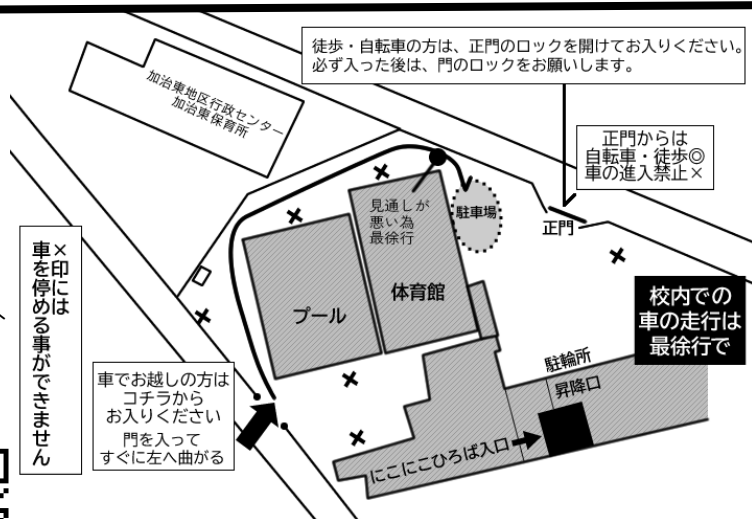 徒歩・自転車の方は、正門のロックを開けてお入りください。
必ず入った後は、門のロックをお願いします。
加治東地区行政センター
加治東保育所
正門からは
自転車・徒歩◎
車の進入禁止×
見通しが
悪い為
最徐行
駐車場
正門
×印には
車を停める事ができません
プール
体育館
校内での
車の走行は
最徐行で
車でお越しの方は
コチラから
お入りください
門を入って
すぐに左へ曲がる
駐輪所
昇降口
にこにこひろば入口